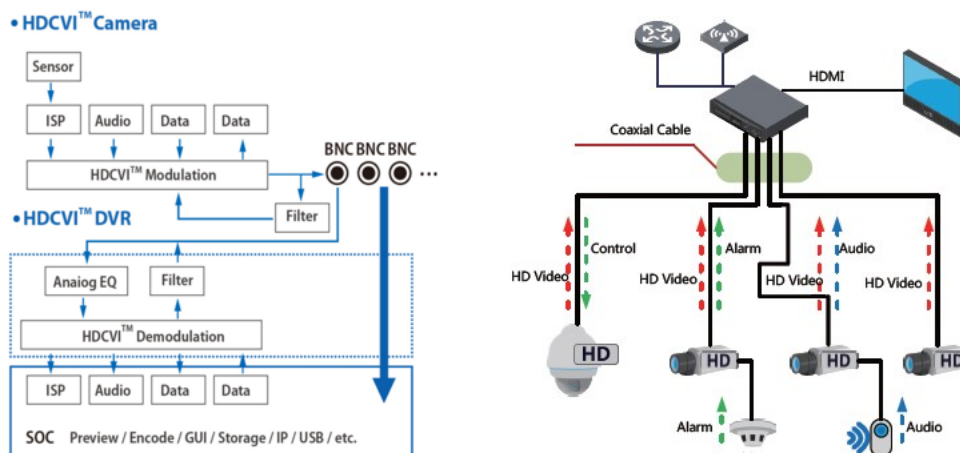 • HDCVI™ Camera
Sensor
ISP
Audio
Data
Data
HDCVI™ Modulation
BNC BNC BNC
...
Filter
• HDCVI™ DVR
Anaiog EQ
Filter
HDCVI™ Demodulation
ISP
Audio
Data
Data
SOC Preview / Encode / GUI / Storage / IP / USB / etc.
HDMI
Coaxial Cable
Control
HD Video
Alarm
HD Video
Audio
HD Video
HD Video
HD
HD
HD
HD
Alarm
Audio